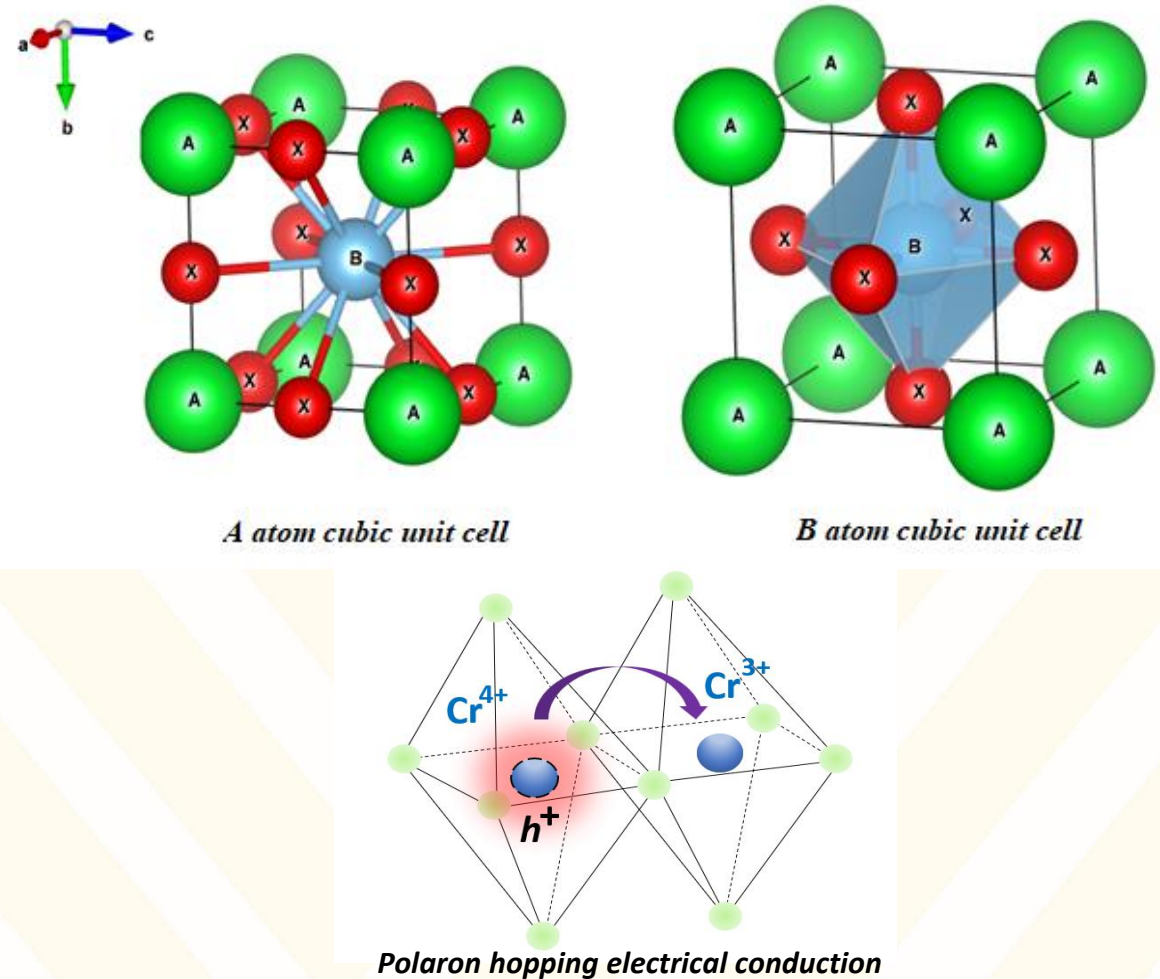 a
c
b
A
A
X
X
X
A
X
A
X
X
B
X
X
A
A
X
X
X
A
A
A atom cubic unit cell
A
A
X
A
A
X
X
B
X
X
A
A
X
A
A
B atom cubic unit cell
Cr4+
Cr3+
h+
Polaron hopping electrical conduction